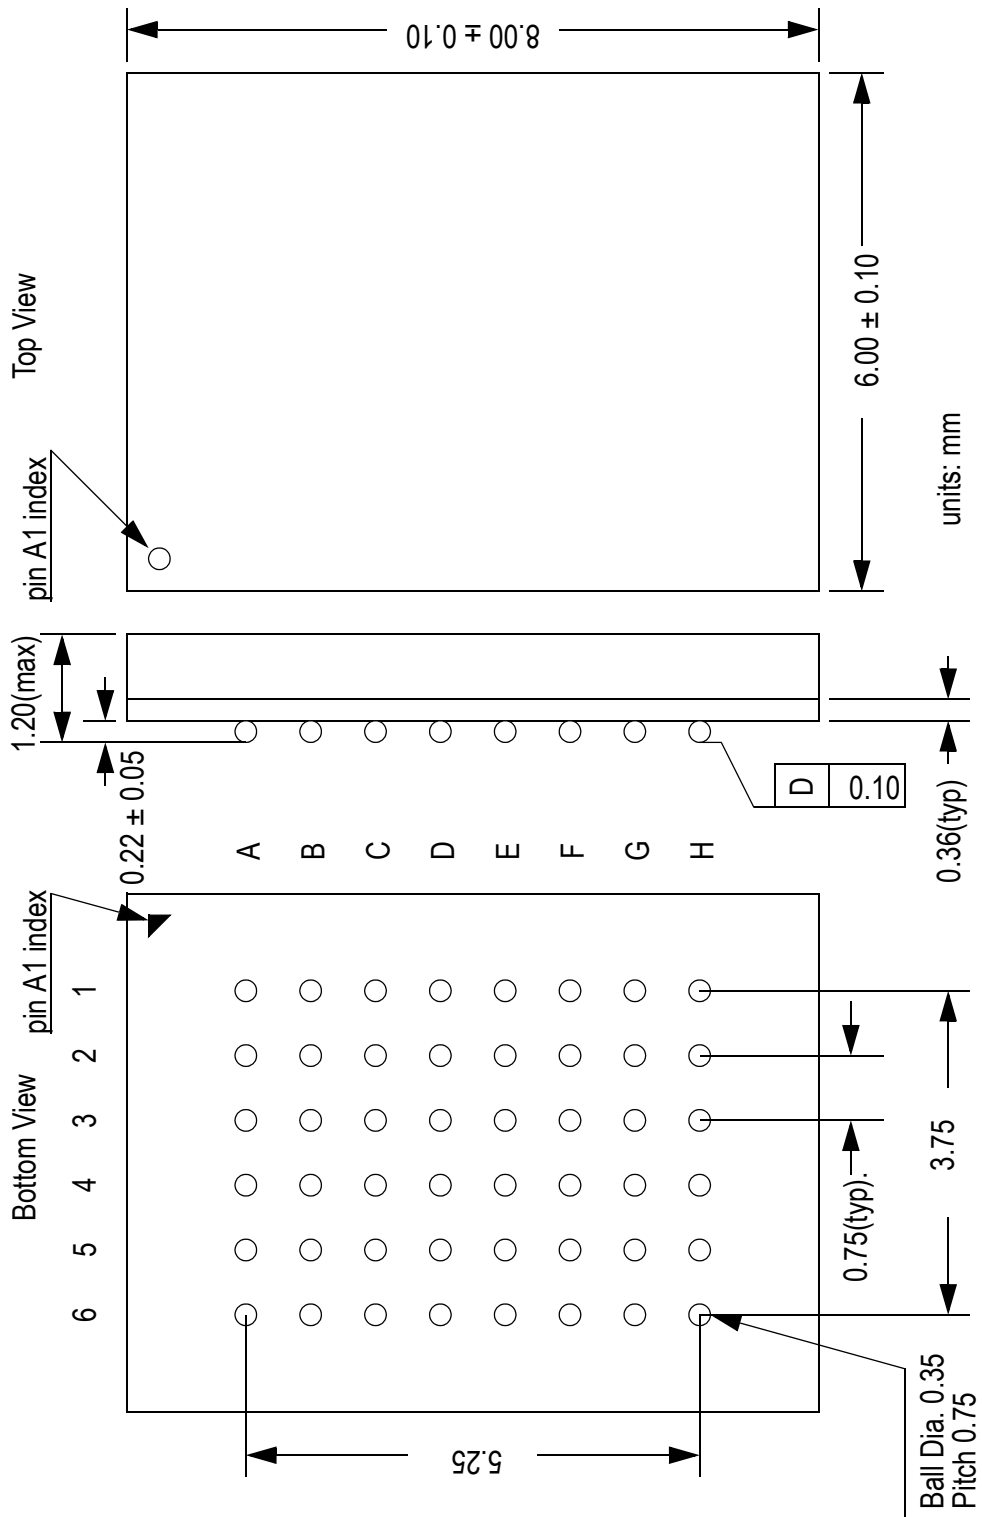 Bottom View
Top View
pin A1 index
pin A1 index
1 2 3 4 5 6
A
B
C
D
E
F
G
H
1.20(max)
0.22 ± 0.05
D 0.10
0.36(typ)
8.00 ± 0.10
6.00 ± 0.10
5.25
3.75
0.75(typ).
Ball Dia. 0.35
Pitch 0.75
units: mm